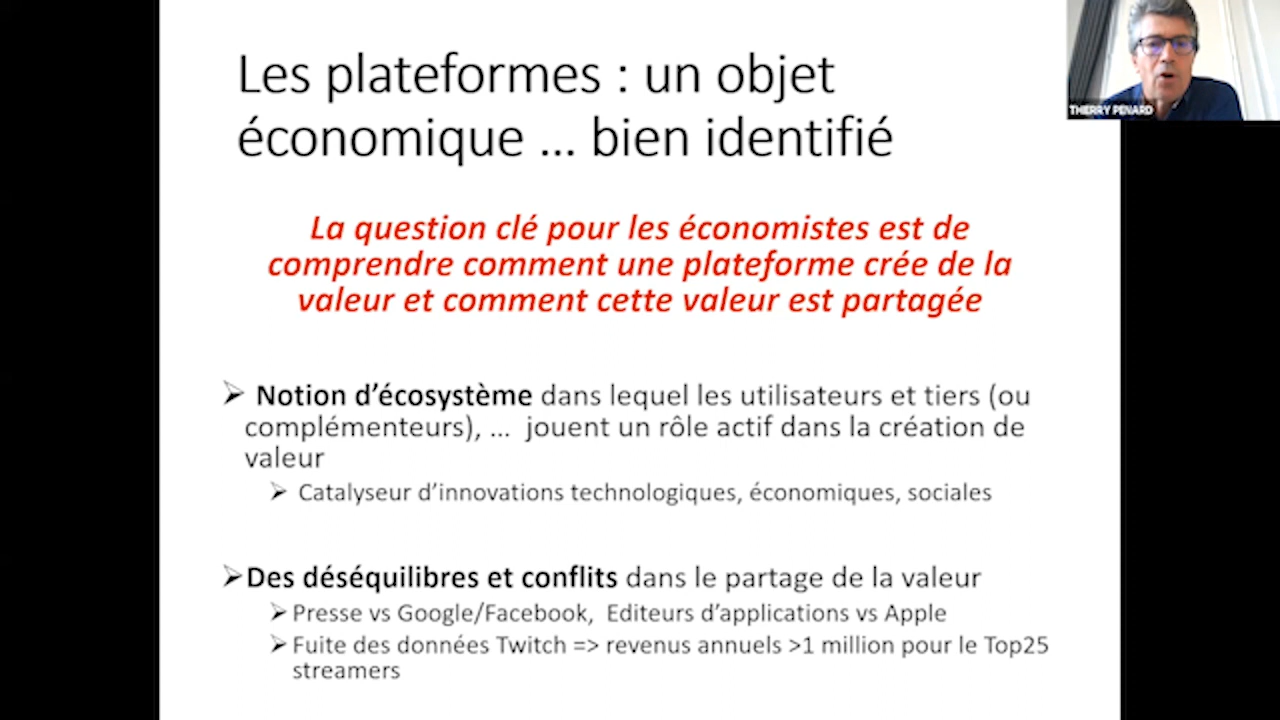 Les plateformes : un objet
économique ... bien identifié
THIERRY PENARD
La question clé pour les économistes est de
comprendre comment une plateforme crée de la
valeur et comment cette valeur est partagée
Notion d’écosystème dans lequel les utilisateurs et tiers (ou
complémenteurs), ... jouent un rôle actif dans la création de
valeur
Catalyseur d’innovations technologiques, économiques, sociales
Des déséquilibres et conflits dans le partage de la valeur
Presse vs Google/Facebook, Editeurs d’applications vs Apple
Fuite des données Twitch => revenus annuels >1 million pour le Top25
streamers